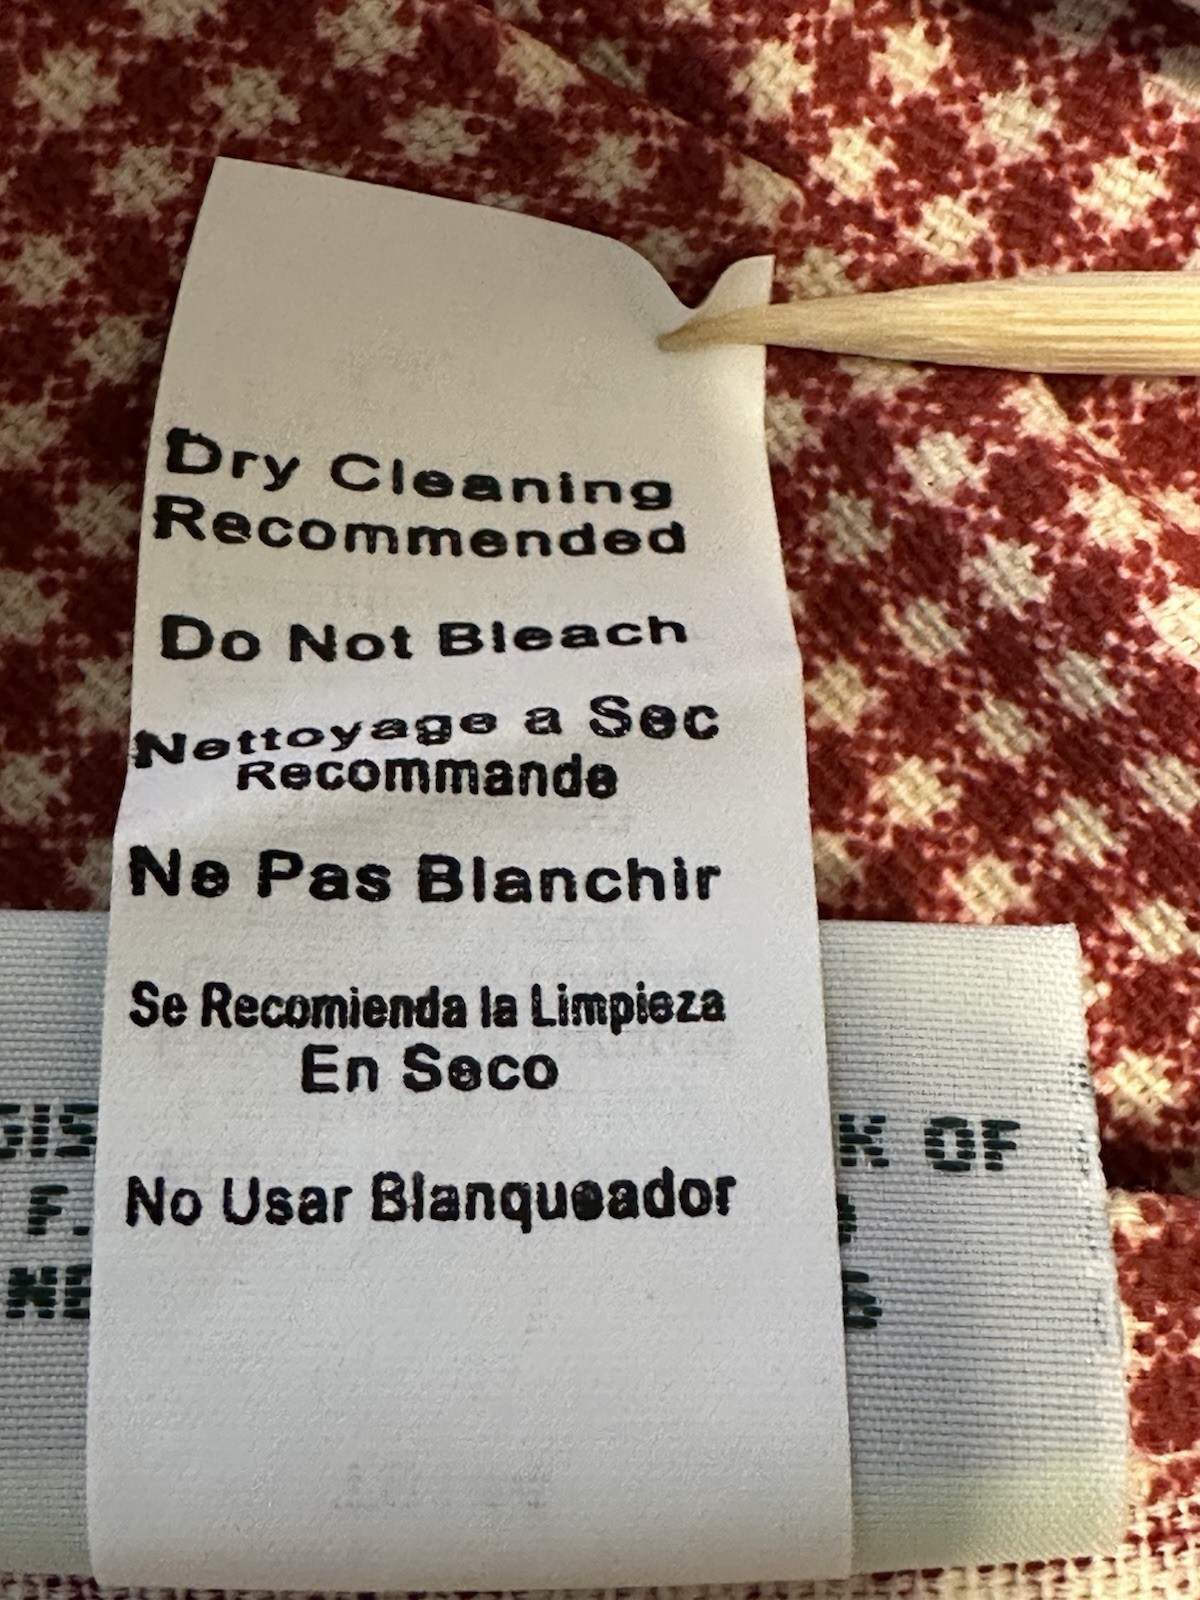 Dry Cleaning
Recommended
Do Not Bleach
Nettoyage a Sec
Recommande
Ne Pas Blanchir
Se Recomienda la Limpieza
En Seco
No Usar Blanqueador
OF